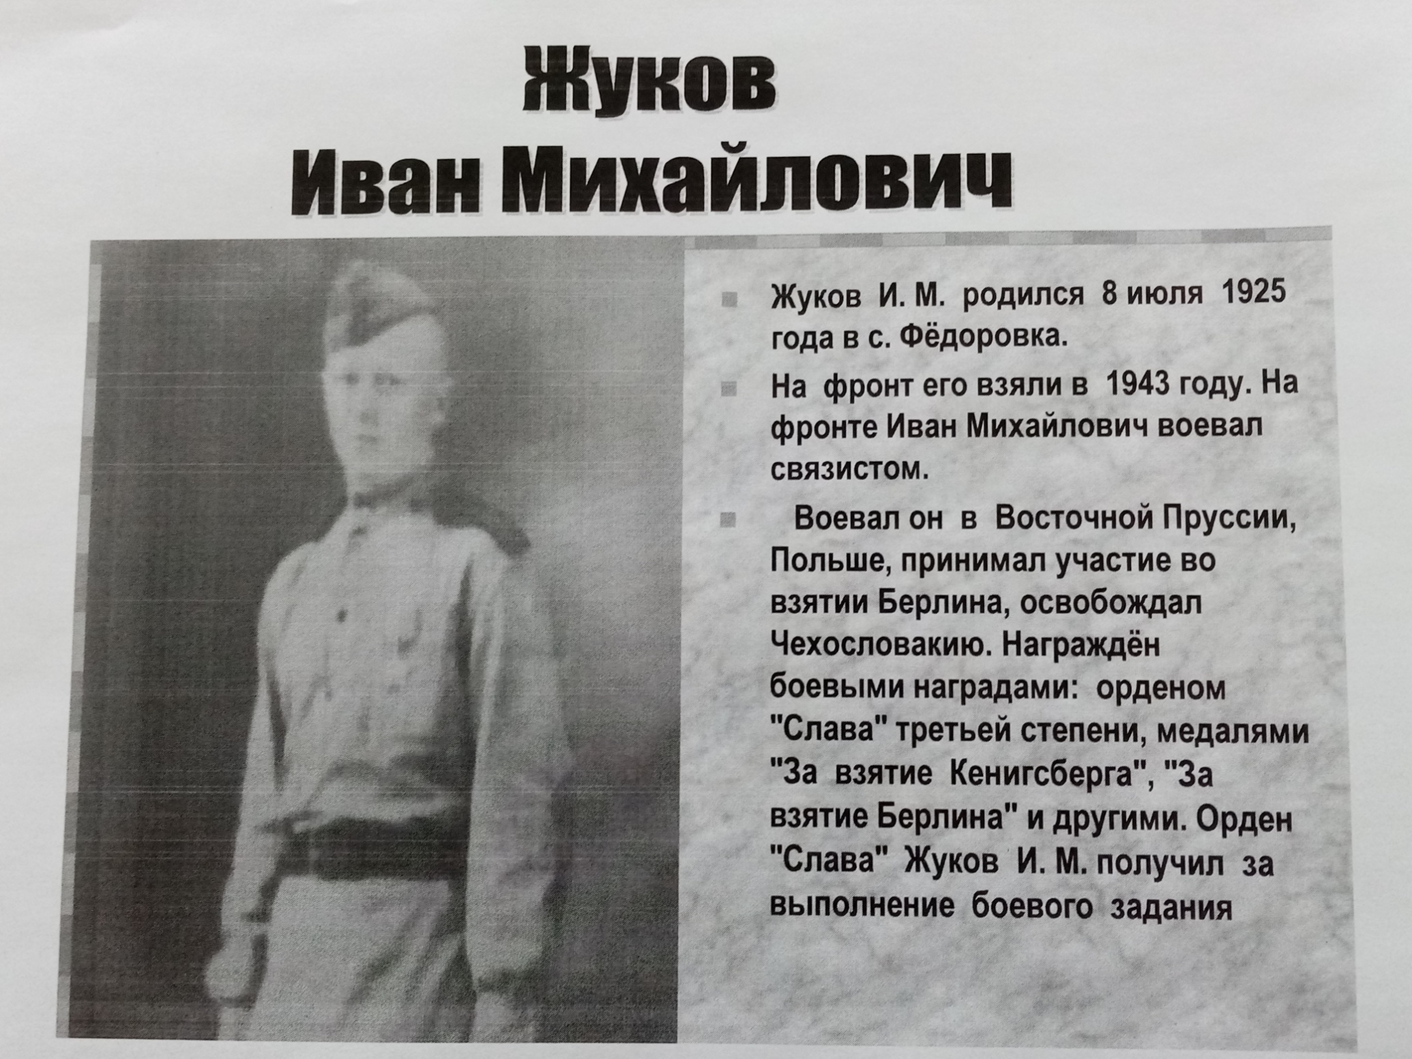 Жуков
Иван Михайлович
Жуков И. М. родился 8 июля 1925
года в с. Фёдоровка.
На фронт его взяли в 1943 году. На
фронте Иван Михайлович воевал
связистом.
Воевал он в Восточной Пруссии,
Польше, принимал участие во
взятии Берлина, освобождал
Чехословакию. Награждён
боевыми наградами: орденом
"Слава" третьей степени, медалями
"За взятие Кенигсберга", "За
взятие Берлина" и другими. Орден
"Слава" Жуков И. М. получил за
выполнение боевого задания